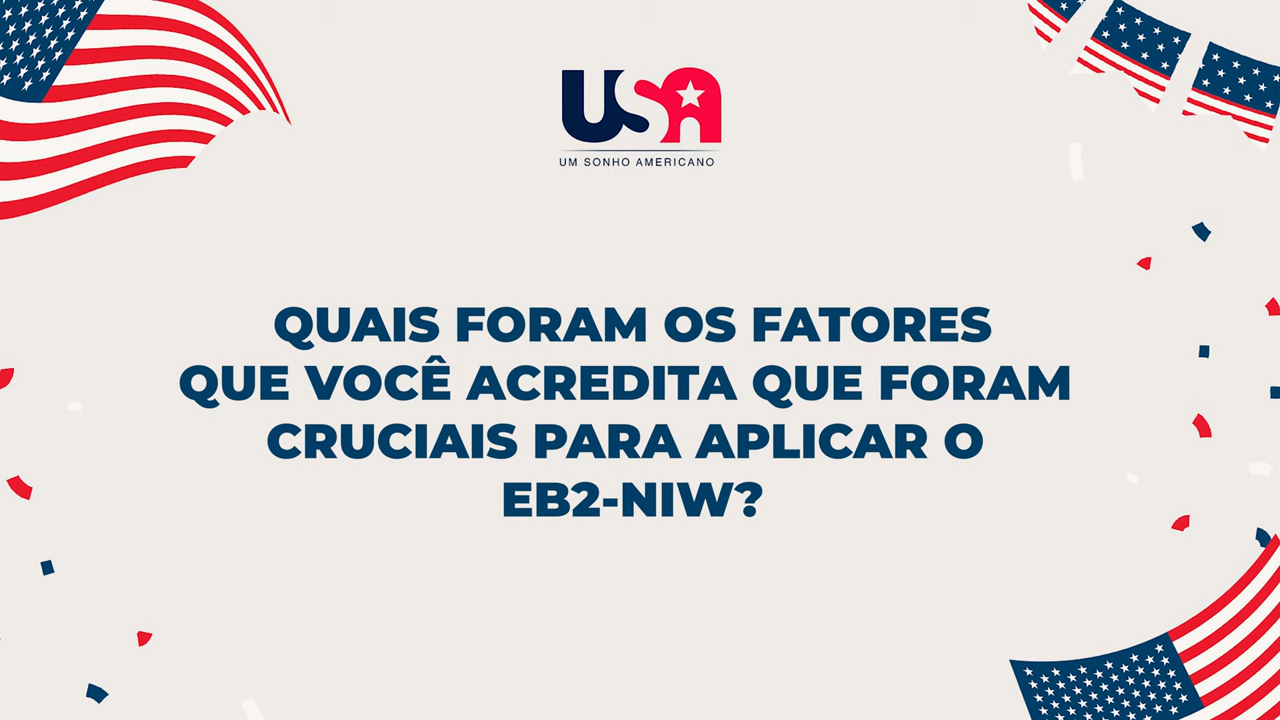 USA
UM SONHO AMERICANO
QUAIS FORAM OS FATORES
QUE VOCÊ ACREDITA QUE FORAM
CRUCIAIS PARA APLICAR O
EB2-NIW?